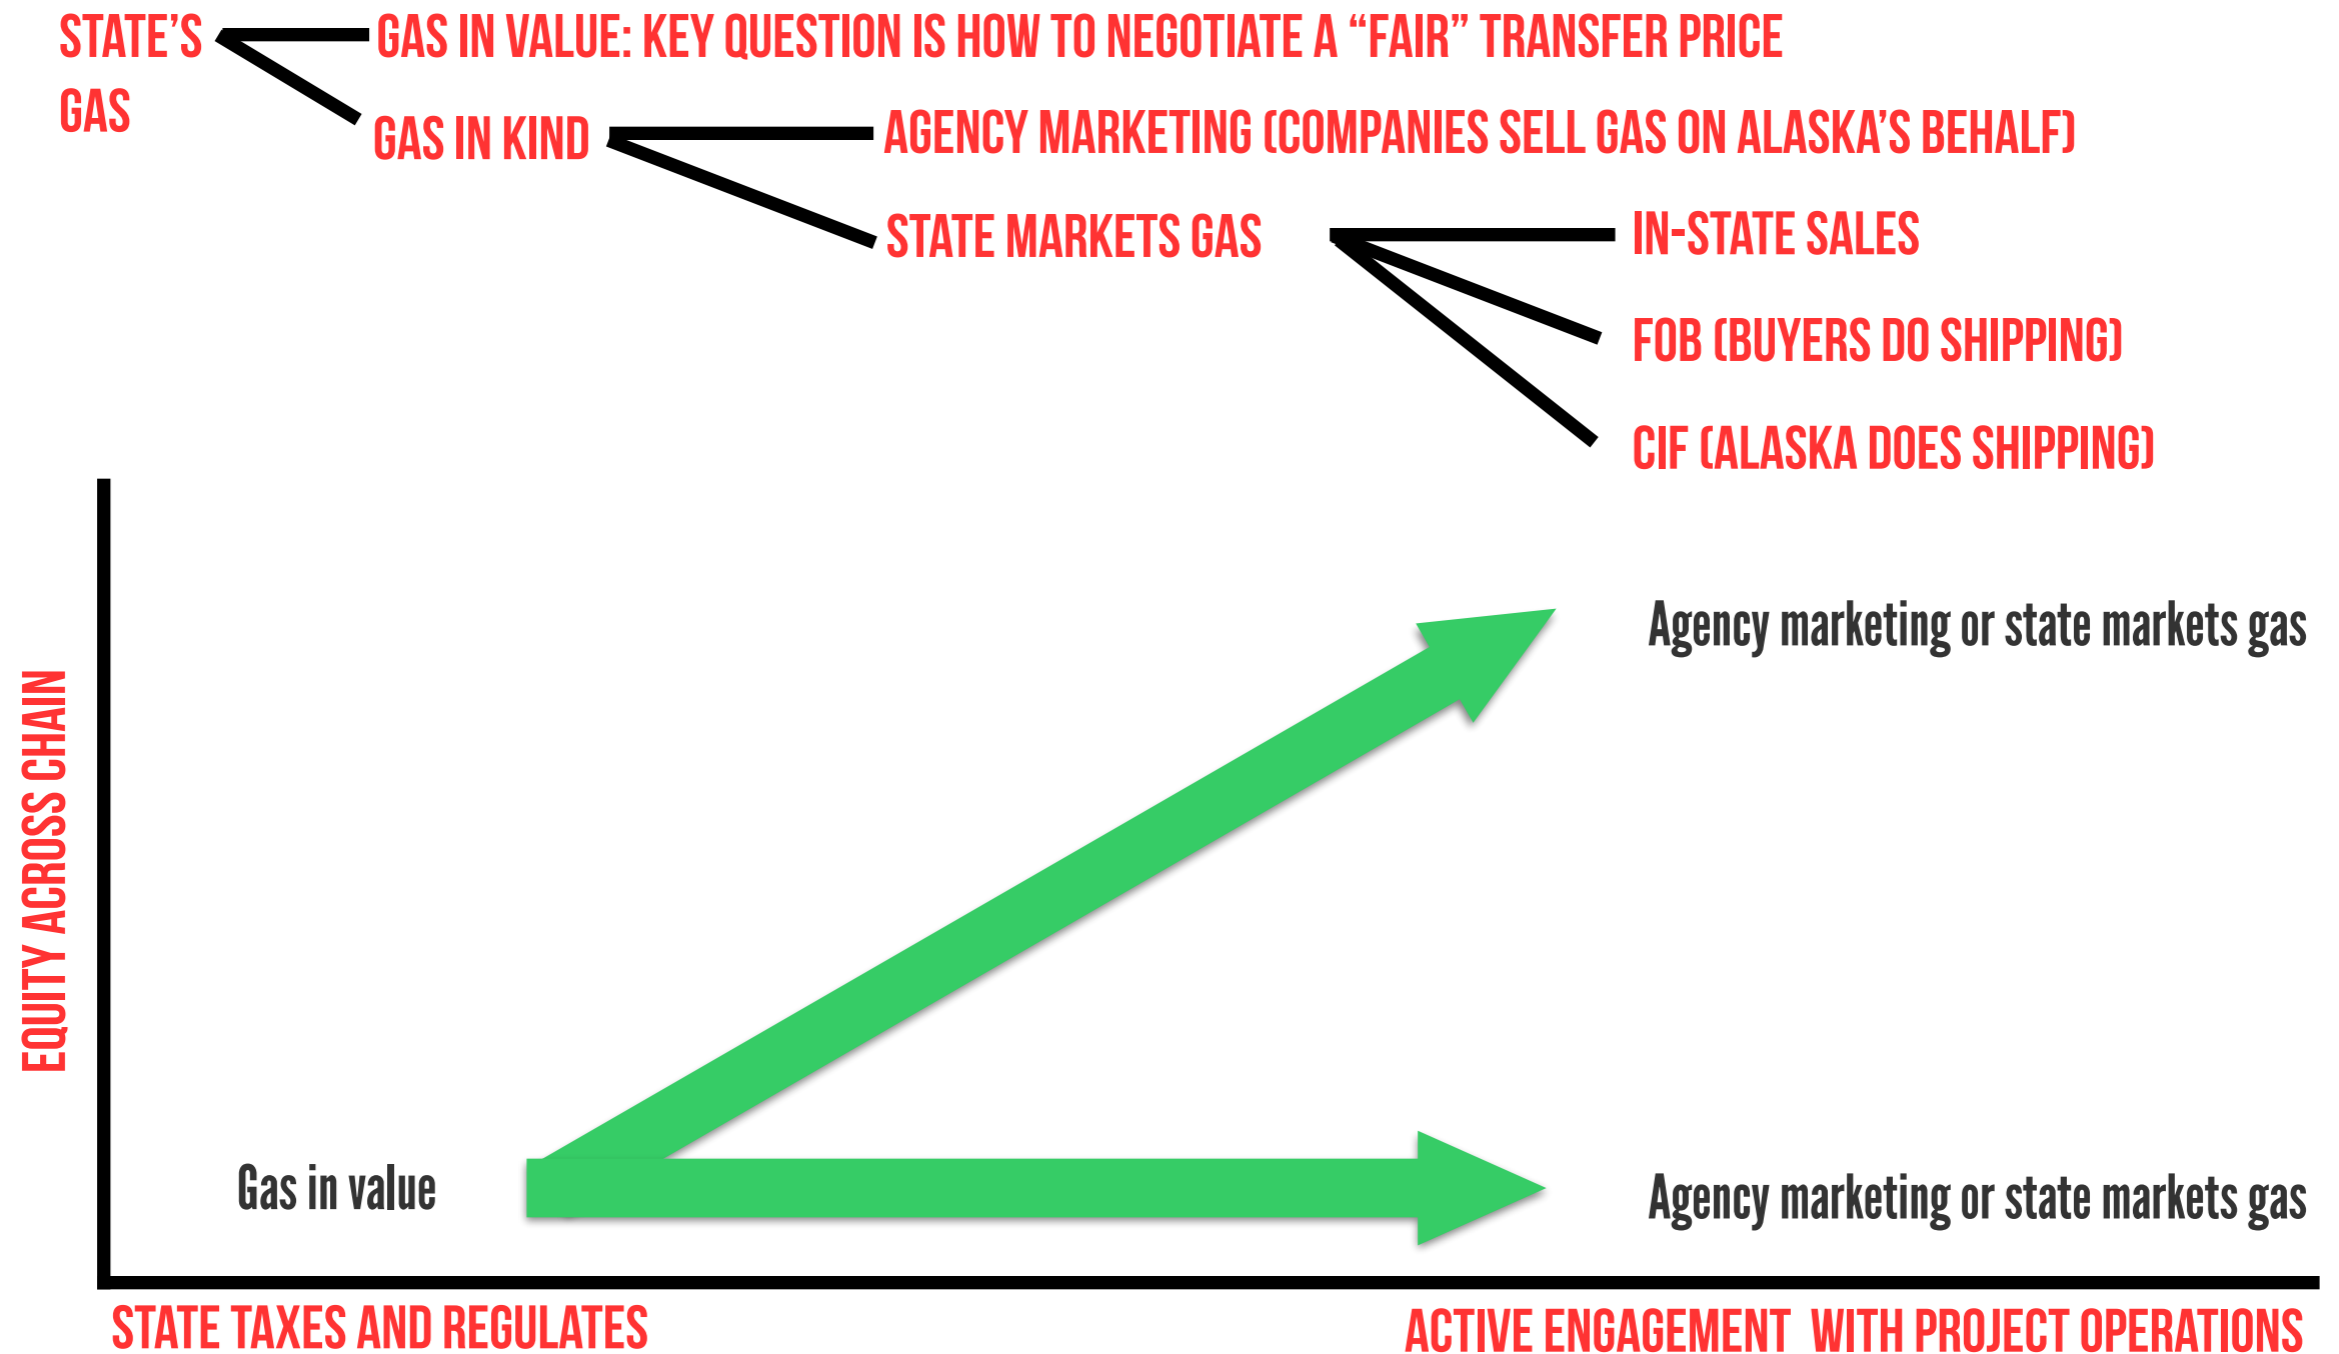 STATE'S
GAS
GAS IN VALUE: KEY QUESTION IS HOW TO NEGOTIATE A “FAIR” TRANSFER PRICE
GAS IN KIND
AGENCY MARKETING (COMPANIES SELL GAS ON ALASKA’S BEHALF)
STATE MARKETS GAS
IN-STATE SALES
FOB (BUYERS DO SHIPPING)
CIF (ALASKA DOES SHIPPING)
EQUITY ACROSS CHAIN
Agency marketing or state markets gas
Gas in value
Agency marketing or state markets gas
STATE TAXES AND REGULATES
ACTIVE ENGAGEMENT WITH PROJECT OPERATIONS